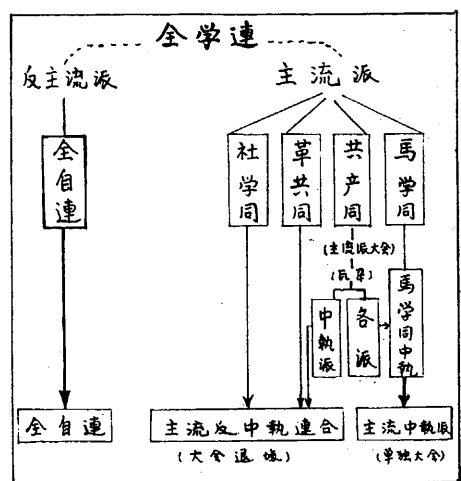 全学連
反主流派
主流派
全自連
社学同
革共同
共产同
馬学同
(主流派大会)
(瓦解)
中執派
各派
馬学同中執
全自連
主流反中執連合
主流中執派
(大会退場)
(単独大会)